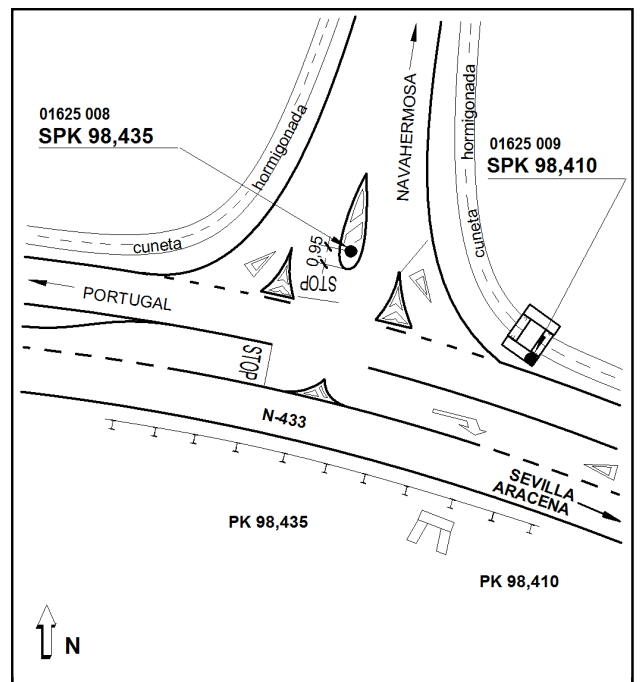 01625 008
SPK 98,435
hormigonada
cuneta
NAVAHERMOSA
hormigonada
cuneta
01625 009
SPK 98,410
0,95
STOP
PORTUGAL
STOP
N-433
SEVILLA
ARACENA
PK 98,435
PK 98,410
N